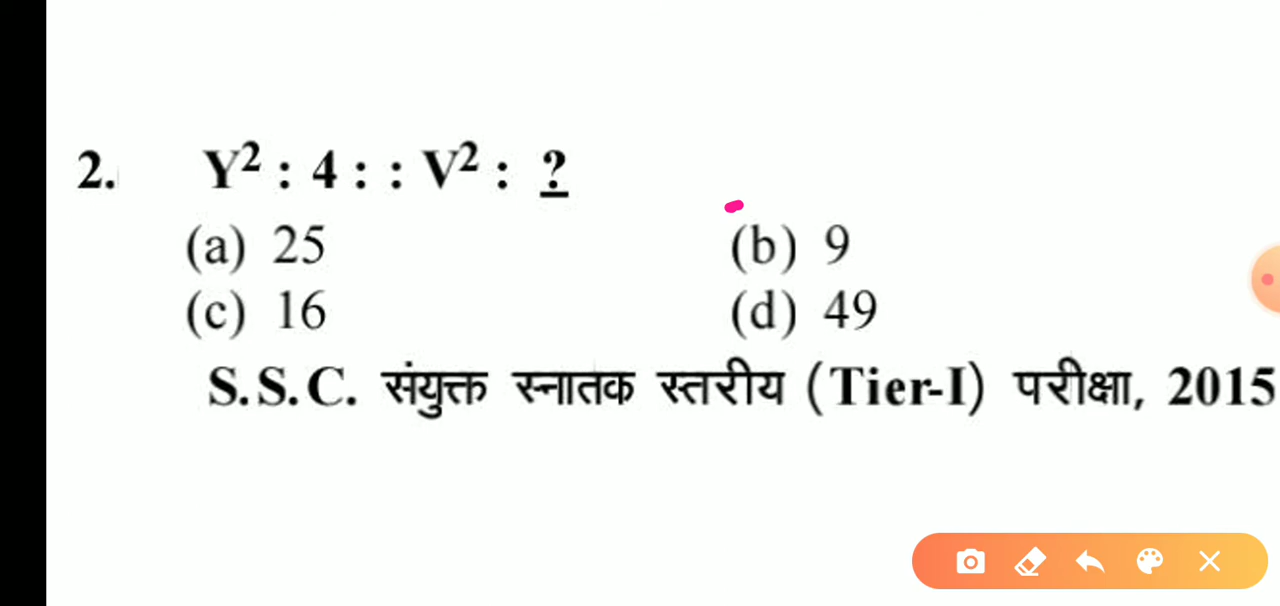 2. Y² : 4 : : V² : ?
(a) 25 (b) 9
(c) 16 (d) 49
S.S.C. संयुक्त स्नातक स्तरीय (Tier-I) परीक्षा, 2015